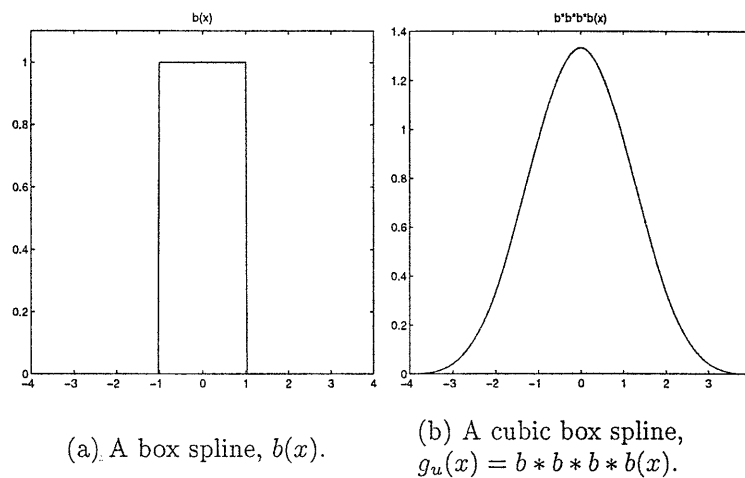 b(x)
1
0.8
0.6
0.4
0.2
0
-4 -3 -2 -1 0 1 2 3 4
(a) A box spline, b(x).
b*b*b*b(x)
1.4
1.2
1
0.8
0.6
0.4
0.2
0
-4 -3 -2 -1 0 1 2 3
(b) A cubic box spline,
g_u(x) = b * b * b * b(x).